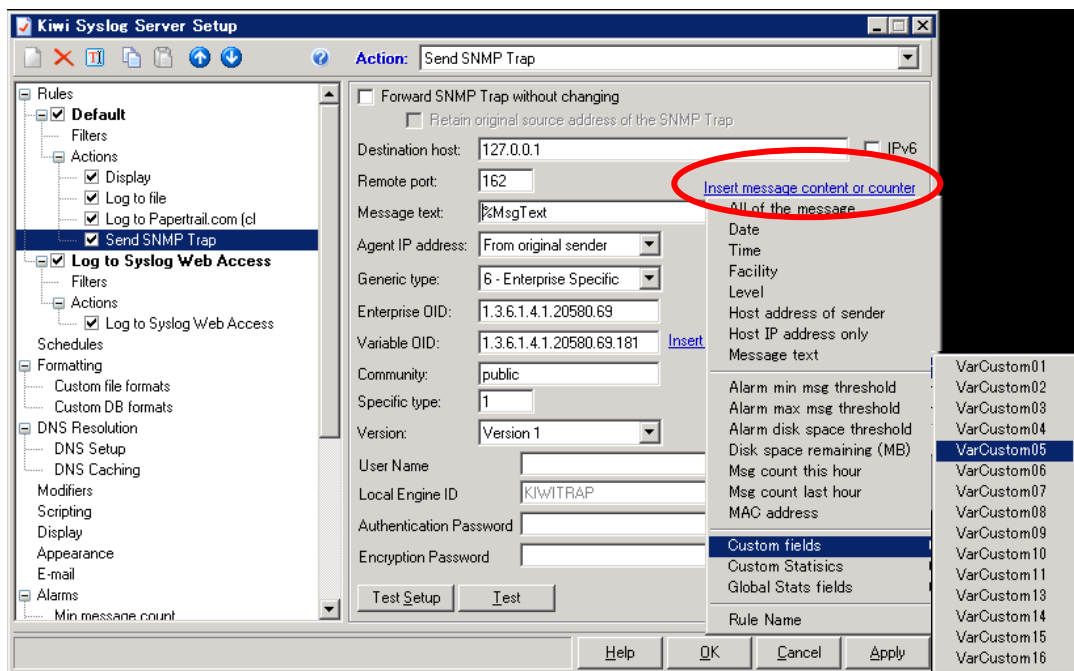 Kiwi Syslog Server Setup
Action: Send SNMP Trap
Rules
Default
Filters
Actions
Display
Log to file
Log to Papertrail.com (cl
Send SNMP Trap
Log to Syslog Web Access
Filters
Actions
Log to Syslog Web Access
Schedules
Formatting
Custom file formats
Custom DB formats
DNS Resolution
DNS Setup
DNS Caching
Modifiers
Scripting
Display
Appearance
E-mail
Alarms
Min message count
Forward SNMP Trap without changing
Retain original source address of the SNMP Trap
Destination host: 127.0.0.1 IPv6
Remote port: 162
Insert message content or counter
Message text: %MsgText
Agent IP address: From original sender
Generic type: 6 - Enterprise Specific
Enterprise OID: 1.3.6.1.4.1.20580.69
Variable OID: 1.3.6.1.4.1.20580.69.181 Insert
Community: public
Specific type: 1
Version: Version 1
User Name
Local Engine ID KIWITRAP
Authentication Password
Encryption Password
Test Setup Test
All of the message
Date
Time
Facility
Level
Host address of sender
Host IP address only
Message text
Alarm min msg threshold
Alarm max msg threshold
Alarm disk space threshold
Disk space remaining (MB)
Msg count this hour
Msg count last hour
MAC address
Custom fields
Custom Statisics
Global Stats fields
Rule Name
VarCustom01
VarCustom02
VarCustom03
VarCustom04
VarCustom05
VarCustom06
VarCustom07
VarCustom08
VarCustom09
VarCustom10
VarCustom11
VarCustom13
VarCustom14
VarCustom15
VarCustom16
Help OK Cancel Apply